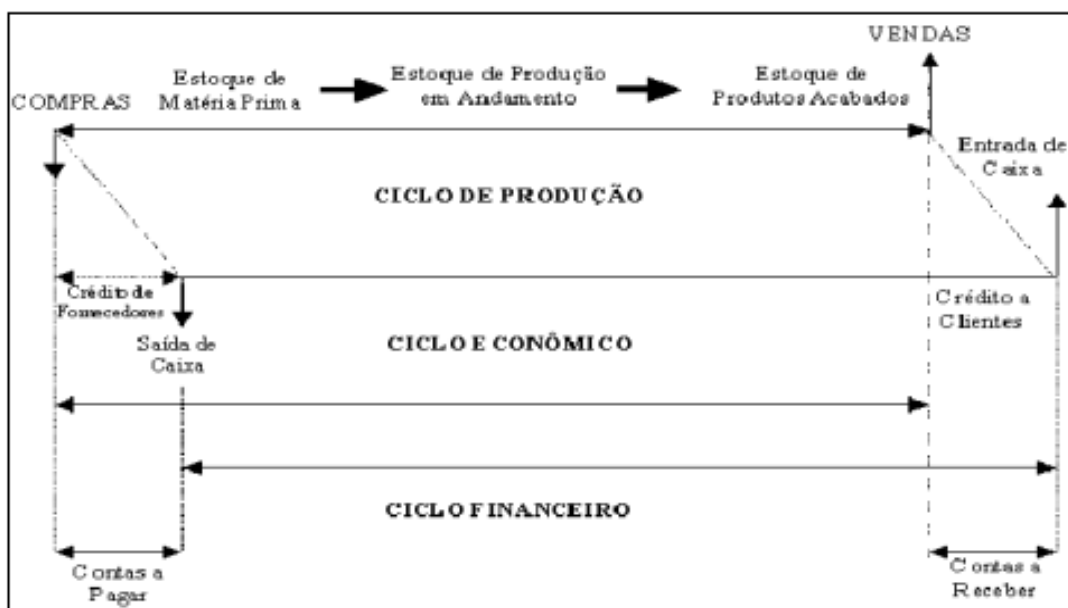 VENDAS
COMPRAS
Estoque de
Matéria Prima
Estoque de Produção
em Andamento
Estoque de
Produtos Acabados
Entrada de
Caixa
CICLO DE PRODUÇÃO
Crédito de
Fornecedores
Saída de
Caixa
Crédito a
Clientes
CICLO ECONÔMICO
CICLO FINANCEIRO
Contas a
Pagar
Contas a
Receber